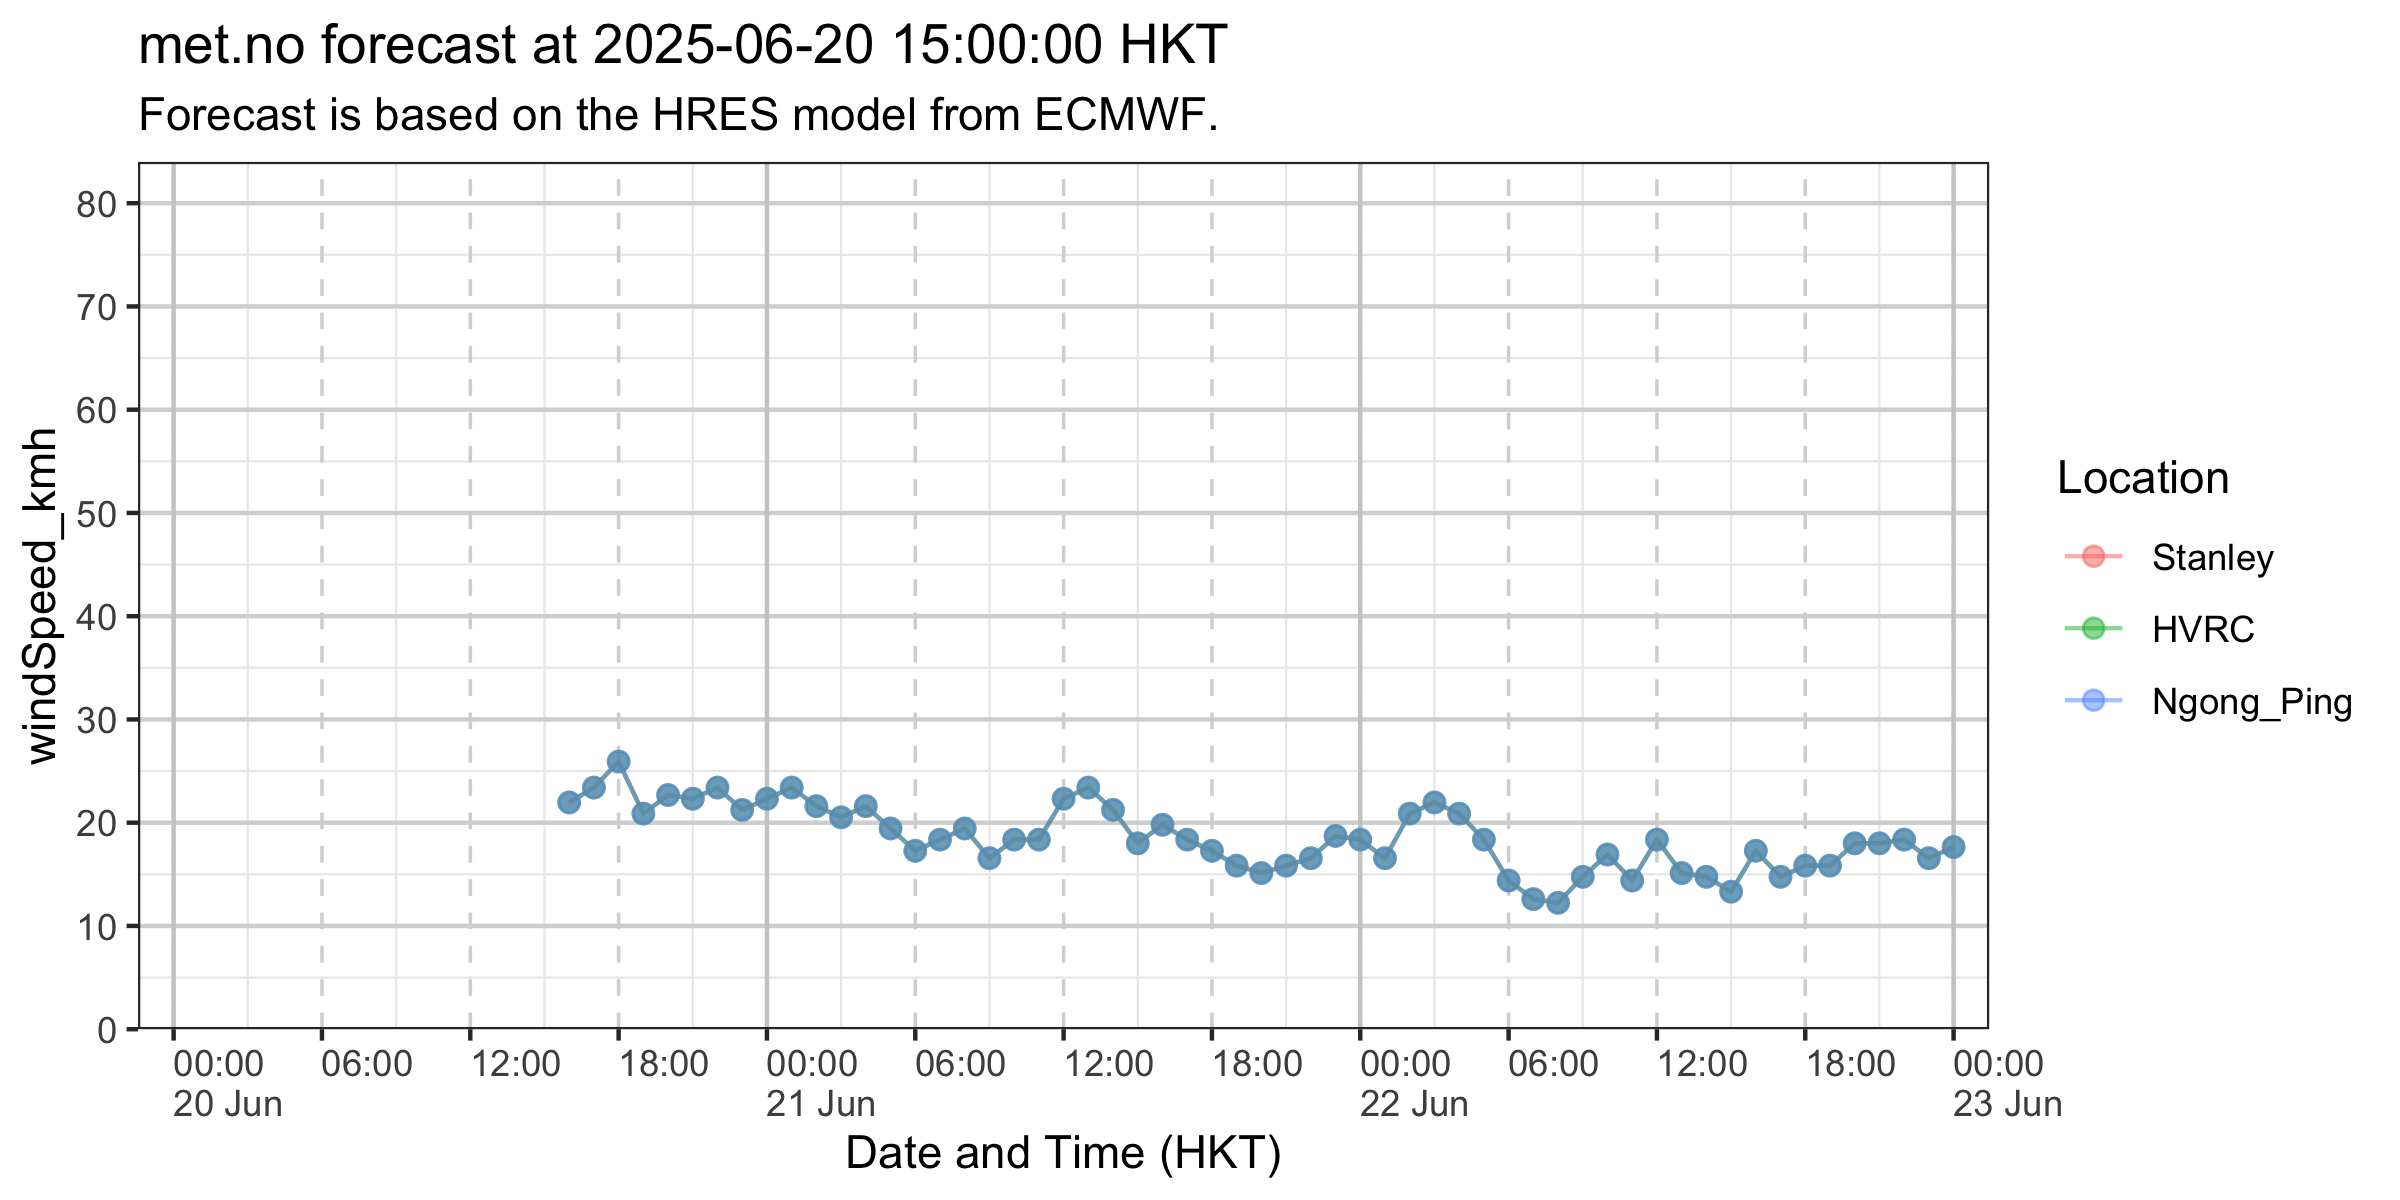 met.no forecast at 2025-06-20 15:00:00 HKT
Forecast is based on the HRES model from ECMWF.
windSpeed_kmh
80
70
60
50
40
30
20
10
0
00:00 06:00 12:00 18:00 00:00 06:00 12:00 18:00 00:00 06:00 12:00 18:00 00:00
20 Jun 21 Jun 22 Jun 23 Jun
Date and Time (HKT)
Location
Stanley
HVRC
Ngong_Ping